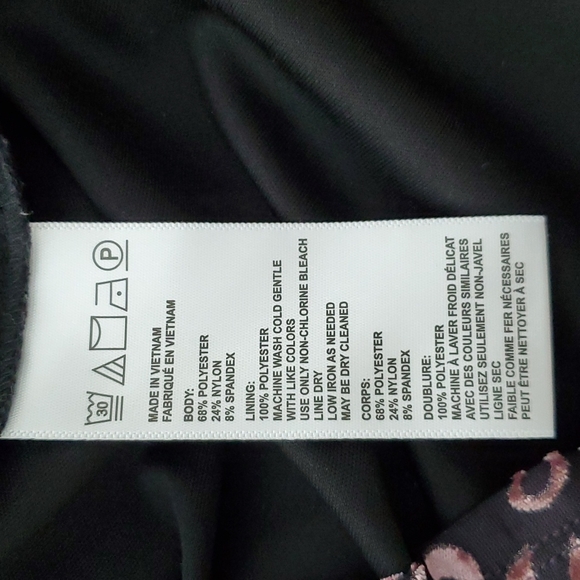 30
P
MADE IN VIETNAM
FABRIQUÉ EN VIETNAM
BODY:
68% POLYESTER
24% NYLON
8% SPANDEX
LINING:
100% POLYESTER
MACHINE WASH COLD GENTLE
WITH LIKE COLORS
USE ONLY NON-CHLORINE BLEACH
LINE DRY
LOW IRON AS NEEDED
MAY BE DRY CLEANED
CORPS:
68% POLYESTER
24% NYLON
8% SPANDEX
DOUBLURE:
100% POLYESTER
MACHINE À LAVER FROID DÉLICAT
AVEC DES COULEURS SIMILAIRES
UTILISEZ SEULEMENT NON-JAVEL
LIGNE SEC
FAIBLE COMME FER NÉCESSAIRES
PEUT ÊTRE NETTOYER À SEC